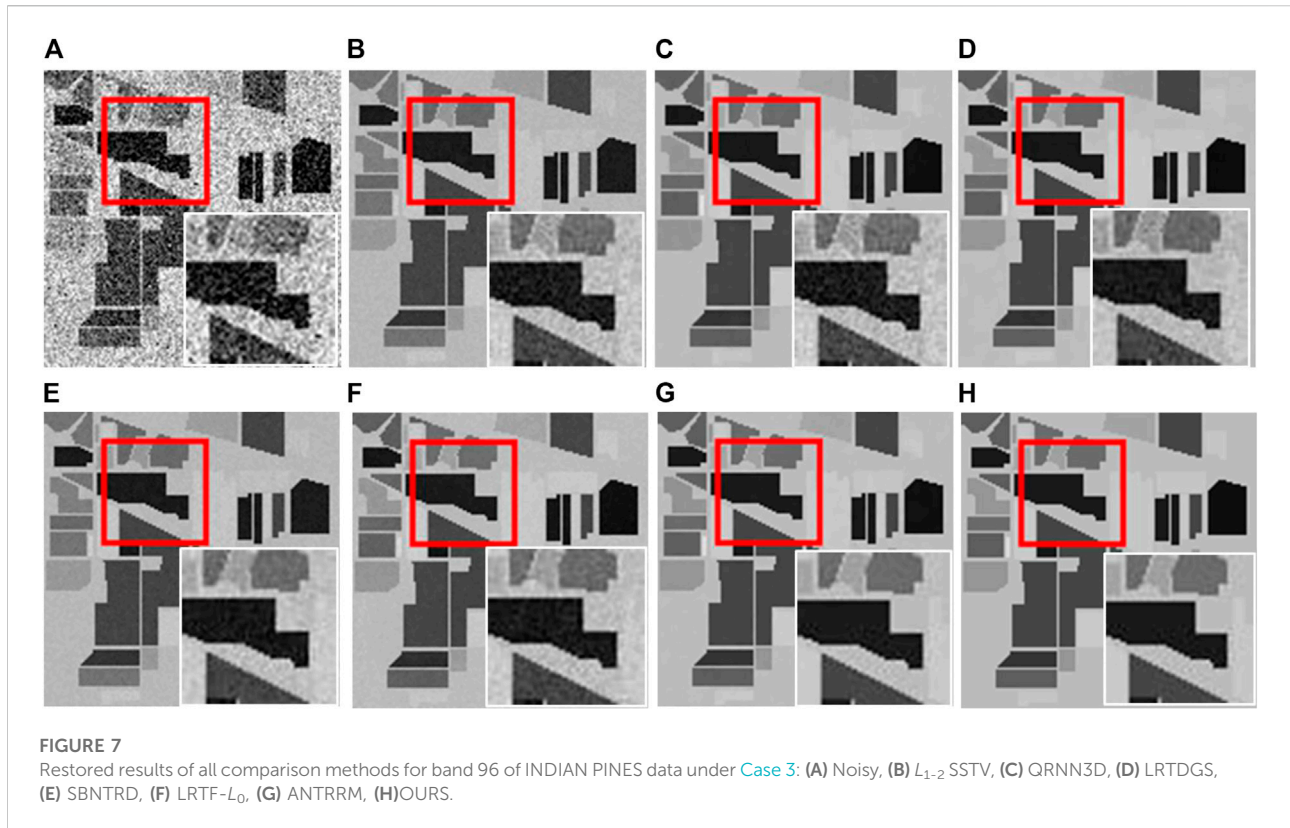 A
B
C
D
E
F
G
H
FIGURE 7
Restored results of all comparison methods for band 96 of INDIAN PINES data under Case 3: (A) Noisy, (B) L1-2 SSTV, (C) QRNN3D, (D) LRTDGS,
(E) SBNTRD, (F) LRTF-L0, (G) ANTRRM, (H)OURS.